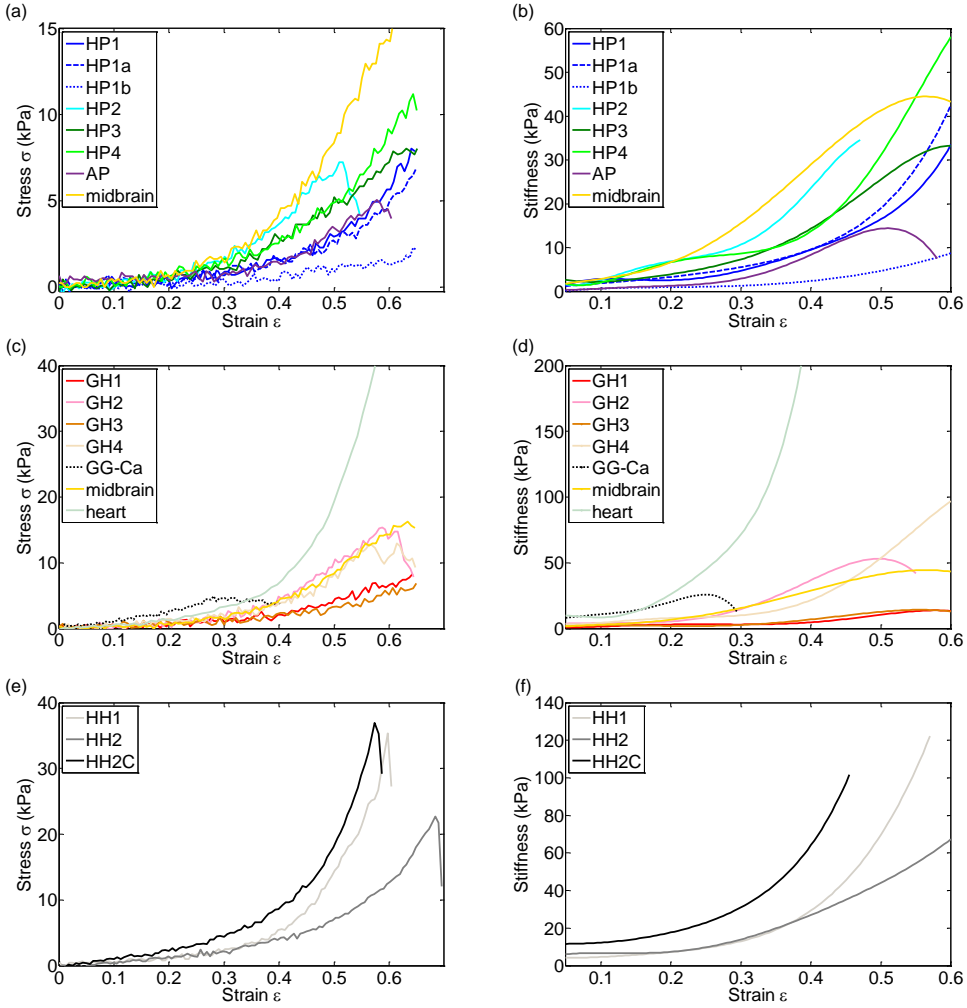 (a)
Stress σ (kPa)
15
10
5
0
HP1
HP1a
HP1b
HP2
HP3
HP4
AP
midbrain
0 0.1 0.2 0.3 0.4 0.5 0.6
Strain ε
(b)
Stiffness (kPa)
60
50
40
30
20
10
0
HP1
HP1a
HP1b
HP2
HP3
HP4
AP
midbrain
0.1 0.2 0.3 0.4 0.5 0.6
Strain ε
(c)
Stress σ (kPa)
40
30
20
10
0
GH1
GH2
GH3
GH4
GG-Ca
midbrain
heart
0 0.1 0.2 0.3 0.4 0.5 0.6
Strain ε
(d)
Stiffness (kPa)
200
150
100
50
0
GH1
GH2
GH3
GH4
GG-Ca
midbrain
heart
0.1 0.2 0.3 0.4 0.5 0.6
Strain ε
(e)
Stress σ (kPa)
40
30
20
10
0
HH1
HH2
HH2C
0 0.1 0.2 0.3 0.4 0.5 0.6
Strain ε
(f)
Stiffness (kPa)
140
120
100
80
60
40
20
0
HH1
HH2
HH2C
0.1 0.2 0.3 0.4 0.5 0.6
Strain ε